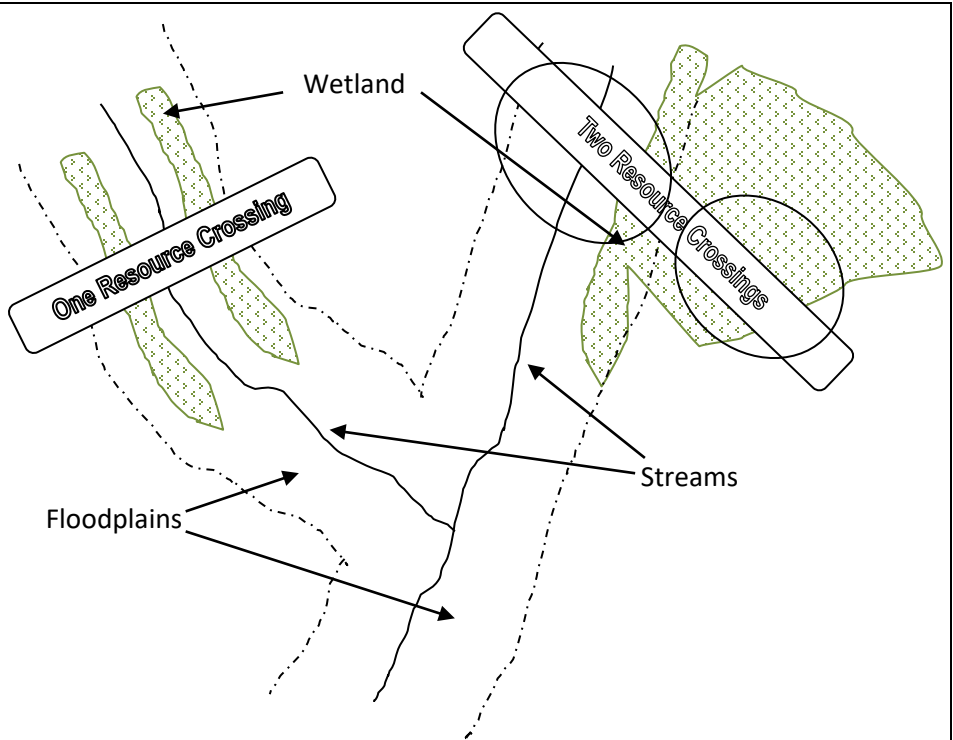 Wetland
Two Resource Crossings
One Resource Crossing
Streams
Floodplains